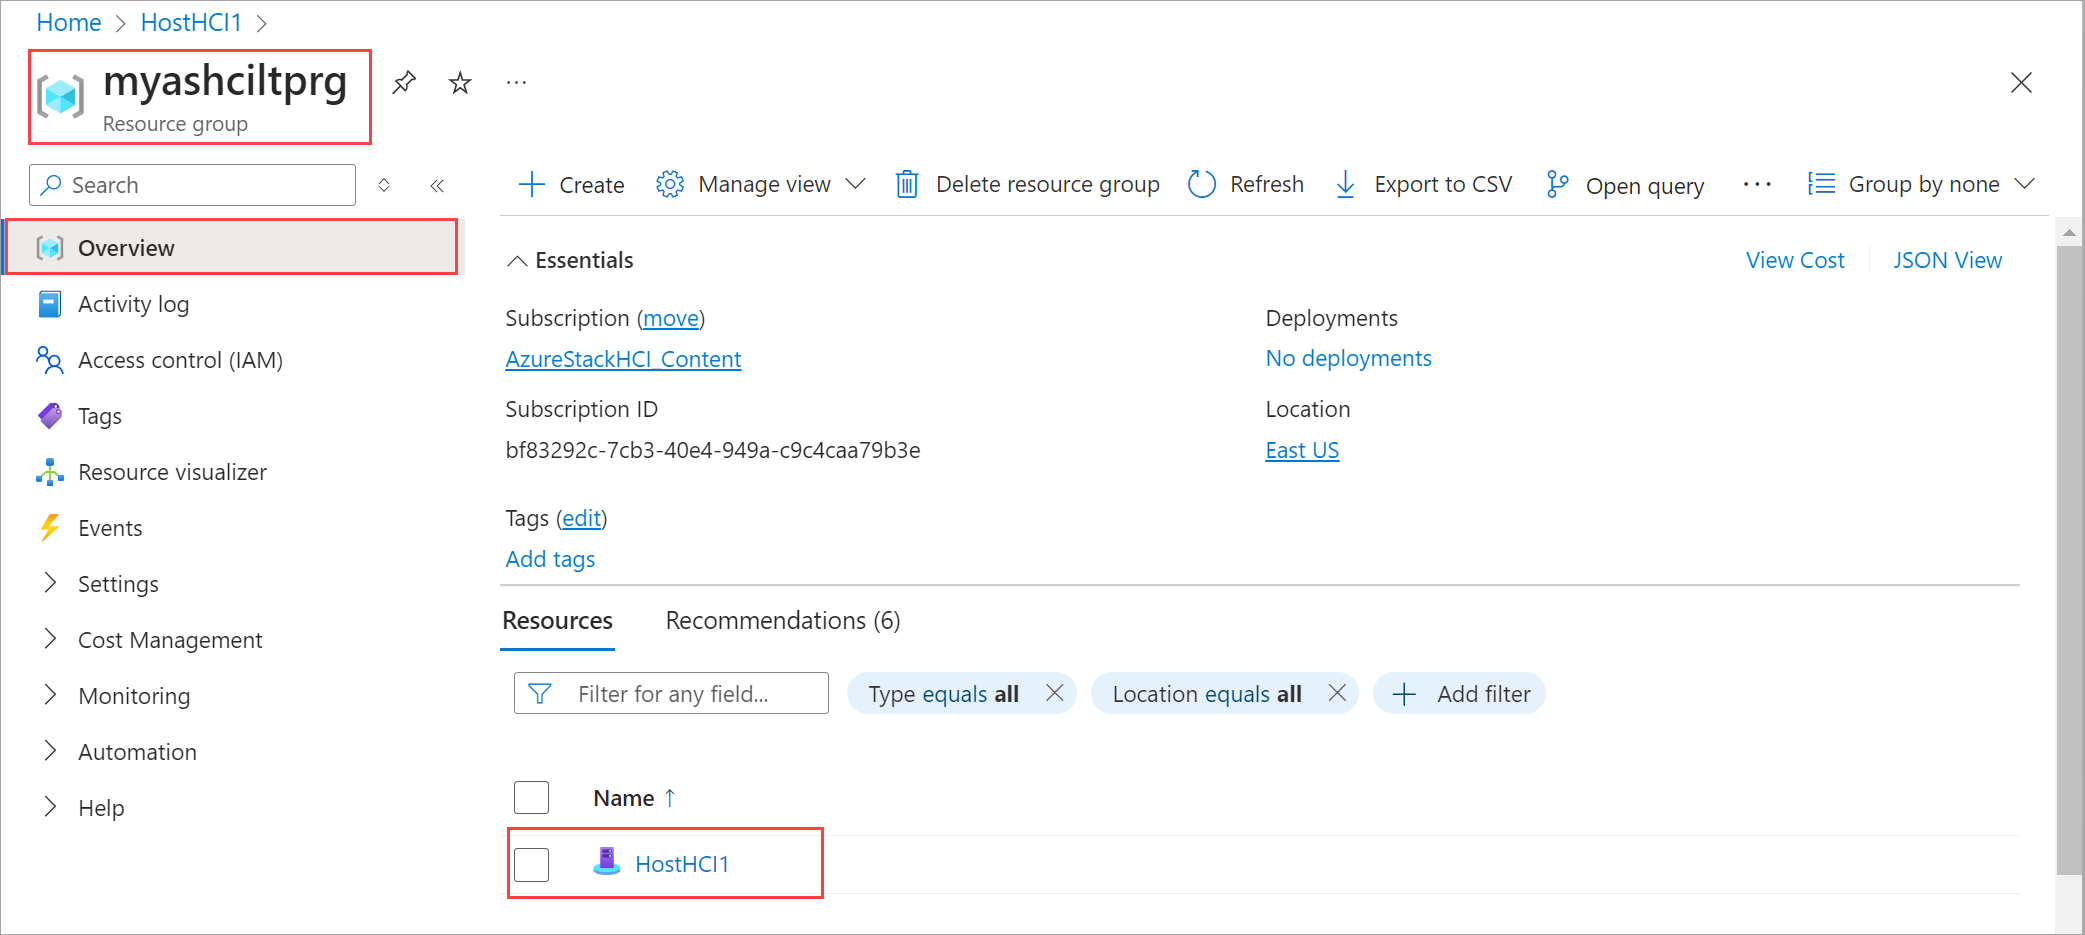 Home > HostHCI1 >
myashciltprg
Resource group
Search
Create
Manage view
Delete resource group
Refresh
Export to CSV
Open query
Group by none
Overview
Activity log
Access control (IAM)
Tags
Resource visualizer
Events
Settings
Cost Management
Monitoring
Automation
Help
Essentials
View Cost
JSON View
Subscription (move)
AzureStackHCI_Content
Subscription ID
bf83292c-7cb3-40e4-949a-c9c4caa79b3e
Deployments
No deployments
Location
East US
Tags (edit)
Add tags
Resources
Recommendations (6)
Filter for any field...
Type equals all
Location equals all
Add filter
Name ↑
HostHCI1